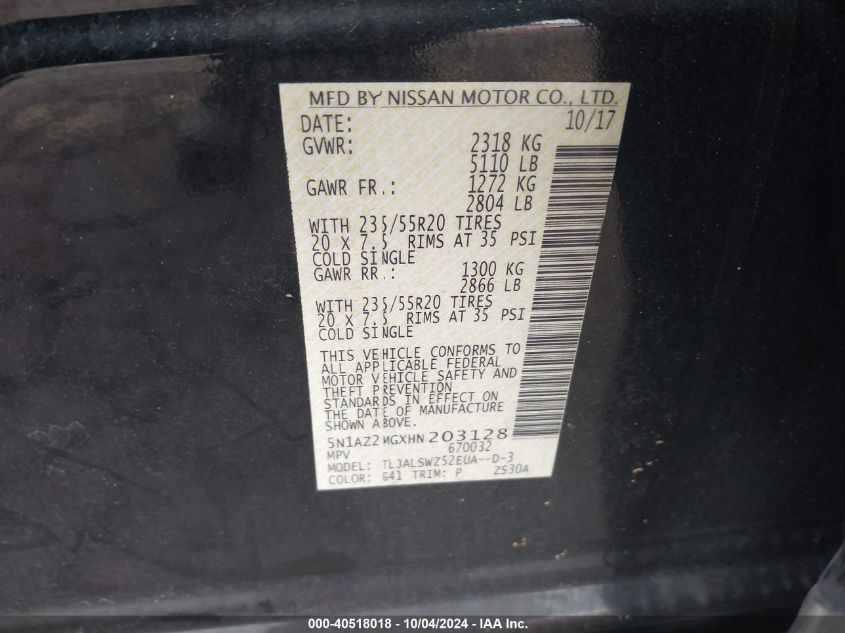 MFD BY NISSAN MOTOR CO., LTD.
DATE: 10/17
GVWR: 2318 KG
5110 LB
GAWR FR.: 1272 KG
2804 LB
WITH 235/55R20 TIRES
20 X 7.5 RIMS AT 35 PSI
COLD SINGLE
GAWR RR.: 1300 KG
2866 LB
WITH 235/55R20 TIRES
20 X 7.5 RIMS AT 35 PSI
COLD SINGLE
THIS VEHICLE CONFORMS TO
ALL APPLICABLE FEDERAL
MOTOR VEHICLE SAFETY AND
THEFT PREVENTION
STANDARDS IN EFFECT ON
THE DATE OF MANUFACTURE
SHOWN ABOVE.
5N1AZ2MGXHN203128
670032
MPV
MODEL: TLJALSWZ52EUA--D-3
COLOR: G41 TRIM: P ZS30A
000-40518018 - 10/04/2024 - IAA Inc.